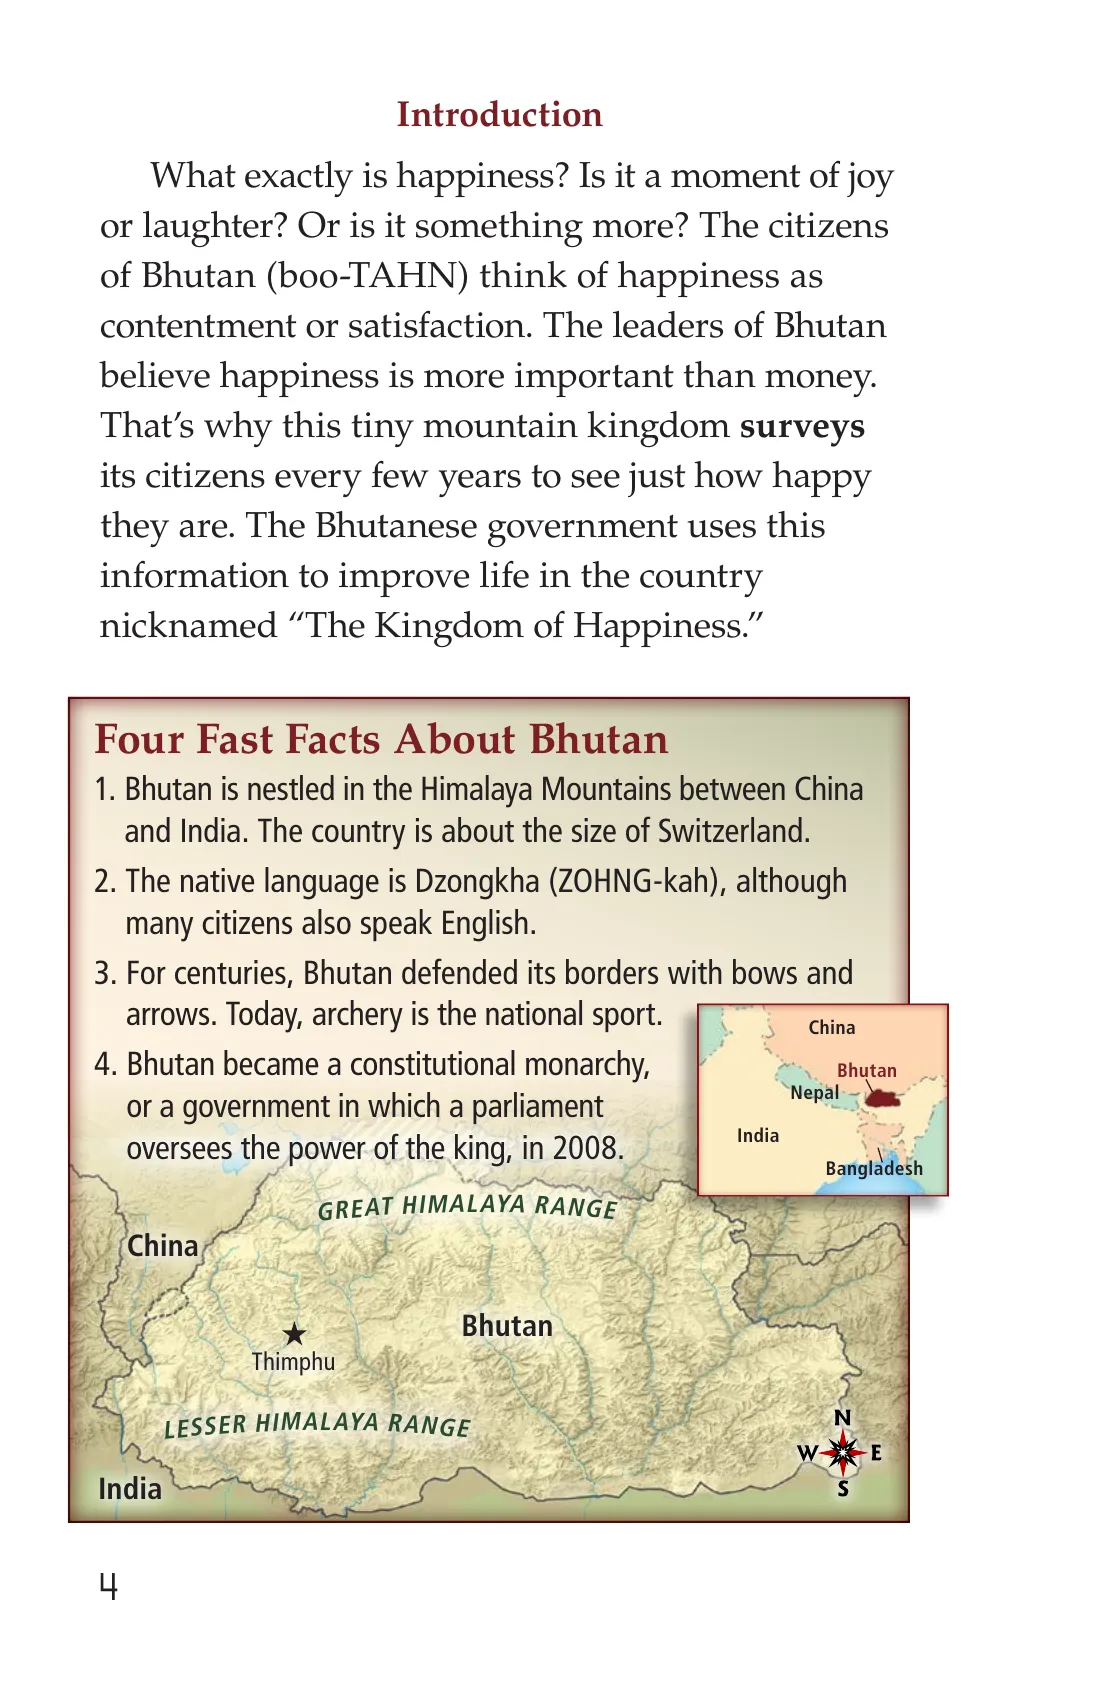 Introduction
What exactly is happiness? Is it a moment of joy
or laughter? Or is it something more? The citizens
of Bhutan (boo-TAHN) think of happiness as
contentment or satisfaction. The leaders of Bhutan
believe happiness is more important than money.
That’s why this tiny mountain kingdom surveys
its citizens every few years to see just how happy
they are. The Bhutanese government uses this
information to improve life in the country
nicknamed “The Kingdom of Happiness.”
Four Fast Facts About Bhutan
1. Bhutan is nestled in the Himalaya Mountains between China
and India. The country is about the size of Switzerland.
2. The native language is Dzongkha (ZOHNG-kah), although
many citizens also speak English.
3. For centuries, Bhutan defended its borders with bows and
arrows. Today, archery is the national sport.
4. Bhutan became a constitutional monarchy,
or a government in which a parliament
oversees the power of the king, in 2008.
China
Bhutan
Nepal
India
Bangladesh
GREAT HIMALAYA RANGE
China
Bhutan
Thimphu
LESSER HIMALAYA RANGE
India
N
W E
S
4